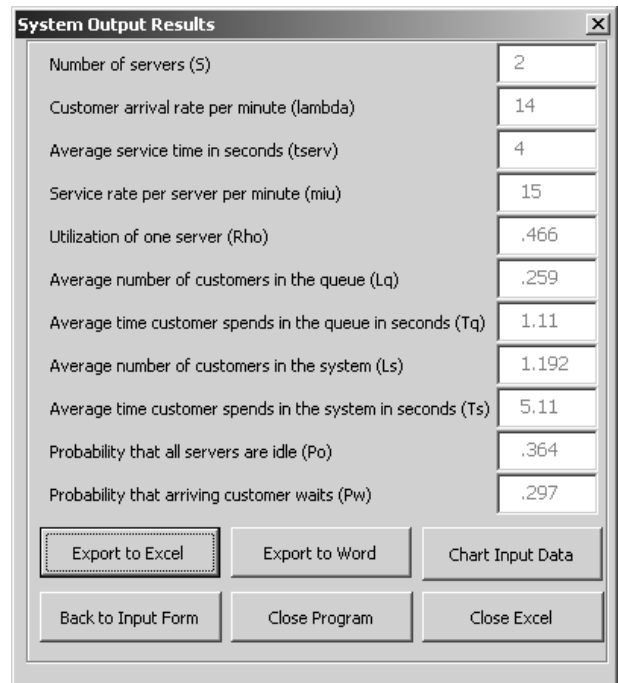 System Output Results
Number of servers (S) 2
Customer arrival rate per minute (lambda) 14
Average service time in seconds (tserv) 4
Service rate per server per minute (miu) 15
Utilization of one server (Rho) .466
Average number of customers in the queue (Lq) .259
Average time customer spends in the queue in seconds (Tq) 1.11
Average number of customers in the system (Ls) 1.192
Average time customer spends in the system in seconds (Ts) 5.11
Probability that all servers are idle (Po) .364
Probability that arriving customer waits (Pw) .297
Export to Excel Export to Word Chart Input Data
Back to Input Form Close Program Close Excel